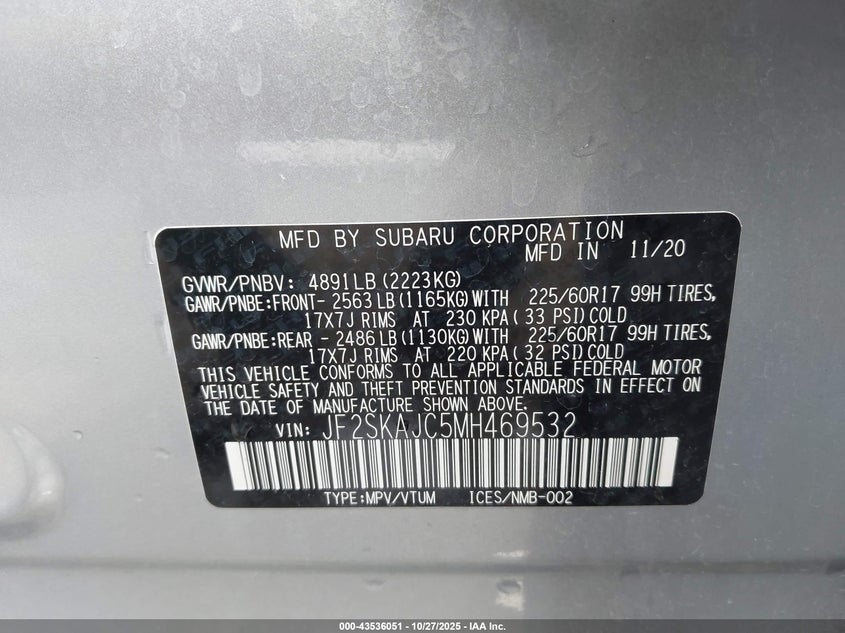 MFD BY SUBARU CORPORATION
MFD IN 11/20
GVWR/PNBV: 4891LB (2223KG)
GAWR/PNBE:FRONT- 2563 LB (1165KG) WITH 225/60R17 99H TIRES,
17X7J RIMS AT 230 KPA ( 33 PSI) COLD
GAWR/PNBE:REAR - 2486 LB (1130KG) WITH 225/60R17 99H TIRES,
17X7J RIMS AT 220 KPA ( 32 PSI) COLD
THIS VEHICLE CONFORMS TO ALL APPLICABLE FEDERAL MOTOR
VEHICLE SAFETY AND THEFT PREVENTION STANDARDS IN EFFECT ON
THE DATE OF MANUFACTURE SHOWN ABOVE.
VIN: JF2SKAJC5MH469532
TYPE:MPV/VTUM ICES/NMB-002
000-43536051 | 10/27/2025 - IAA Inc.